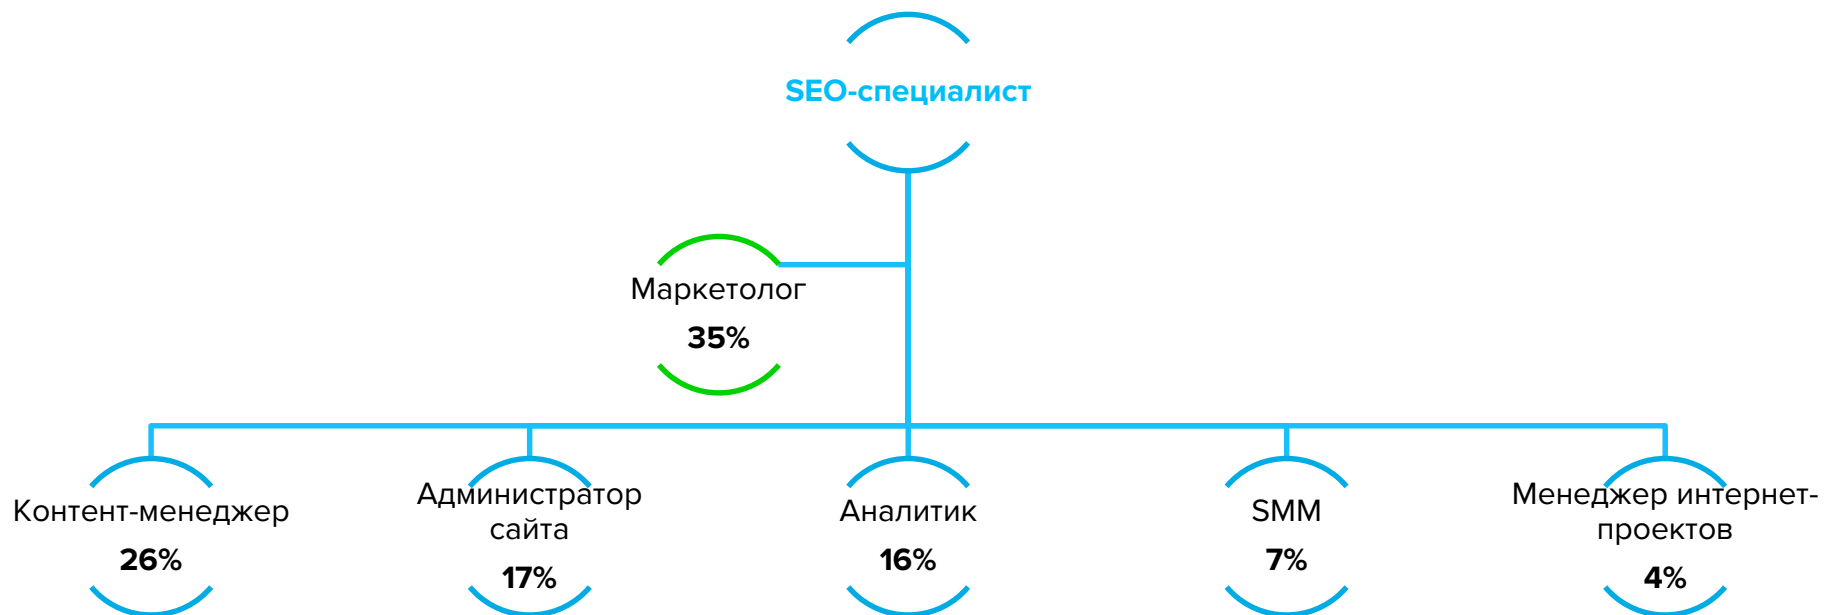 SEO-специалист
Маркетолог
35%
Контент-менеджер
26%
Администратор
сайта
17%
Аналитик
16%
SMM
7%
Менеджер интернет-
проектов
4%